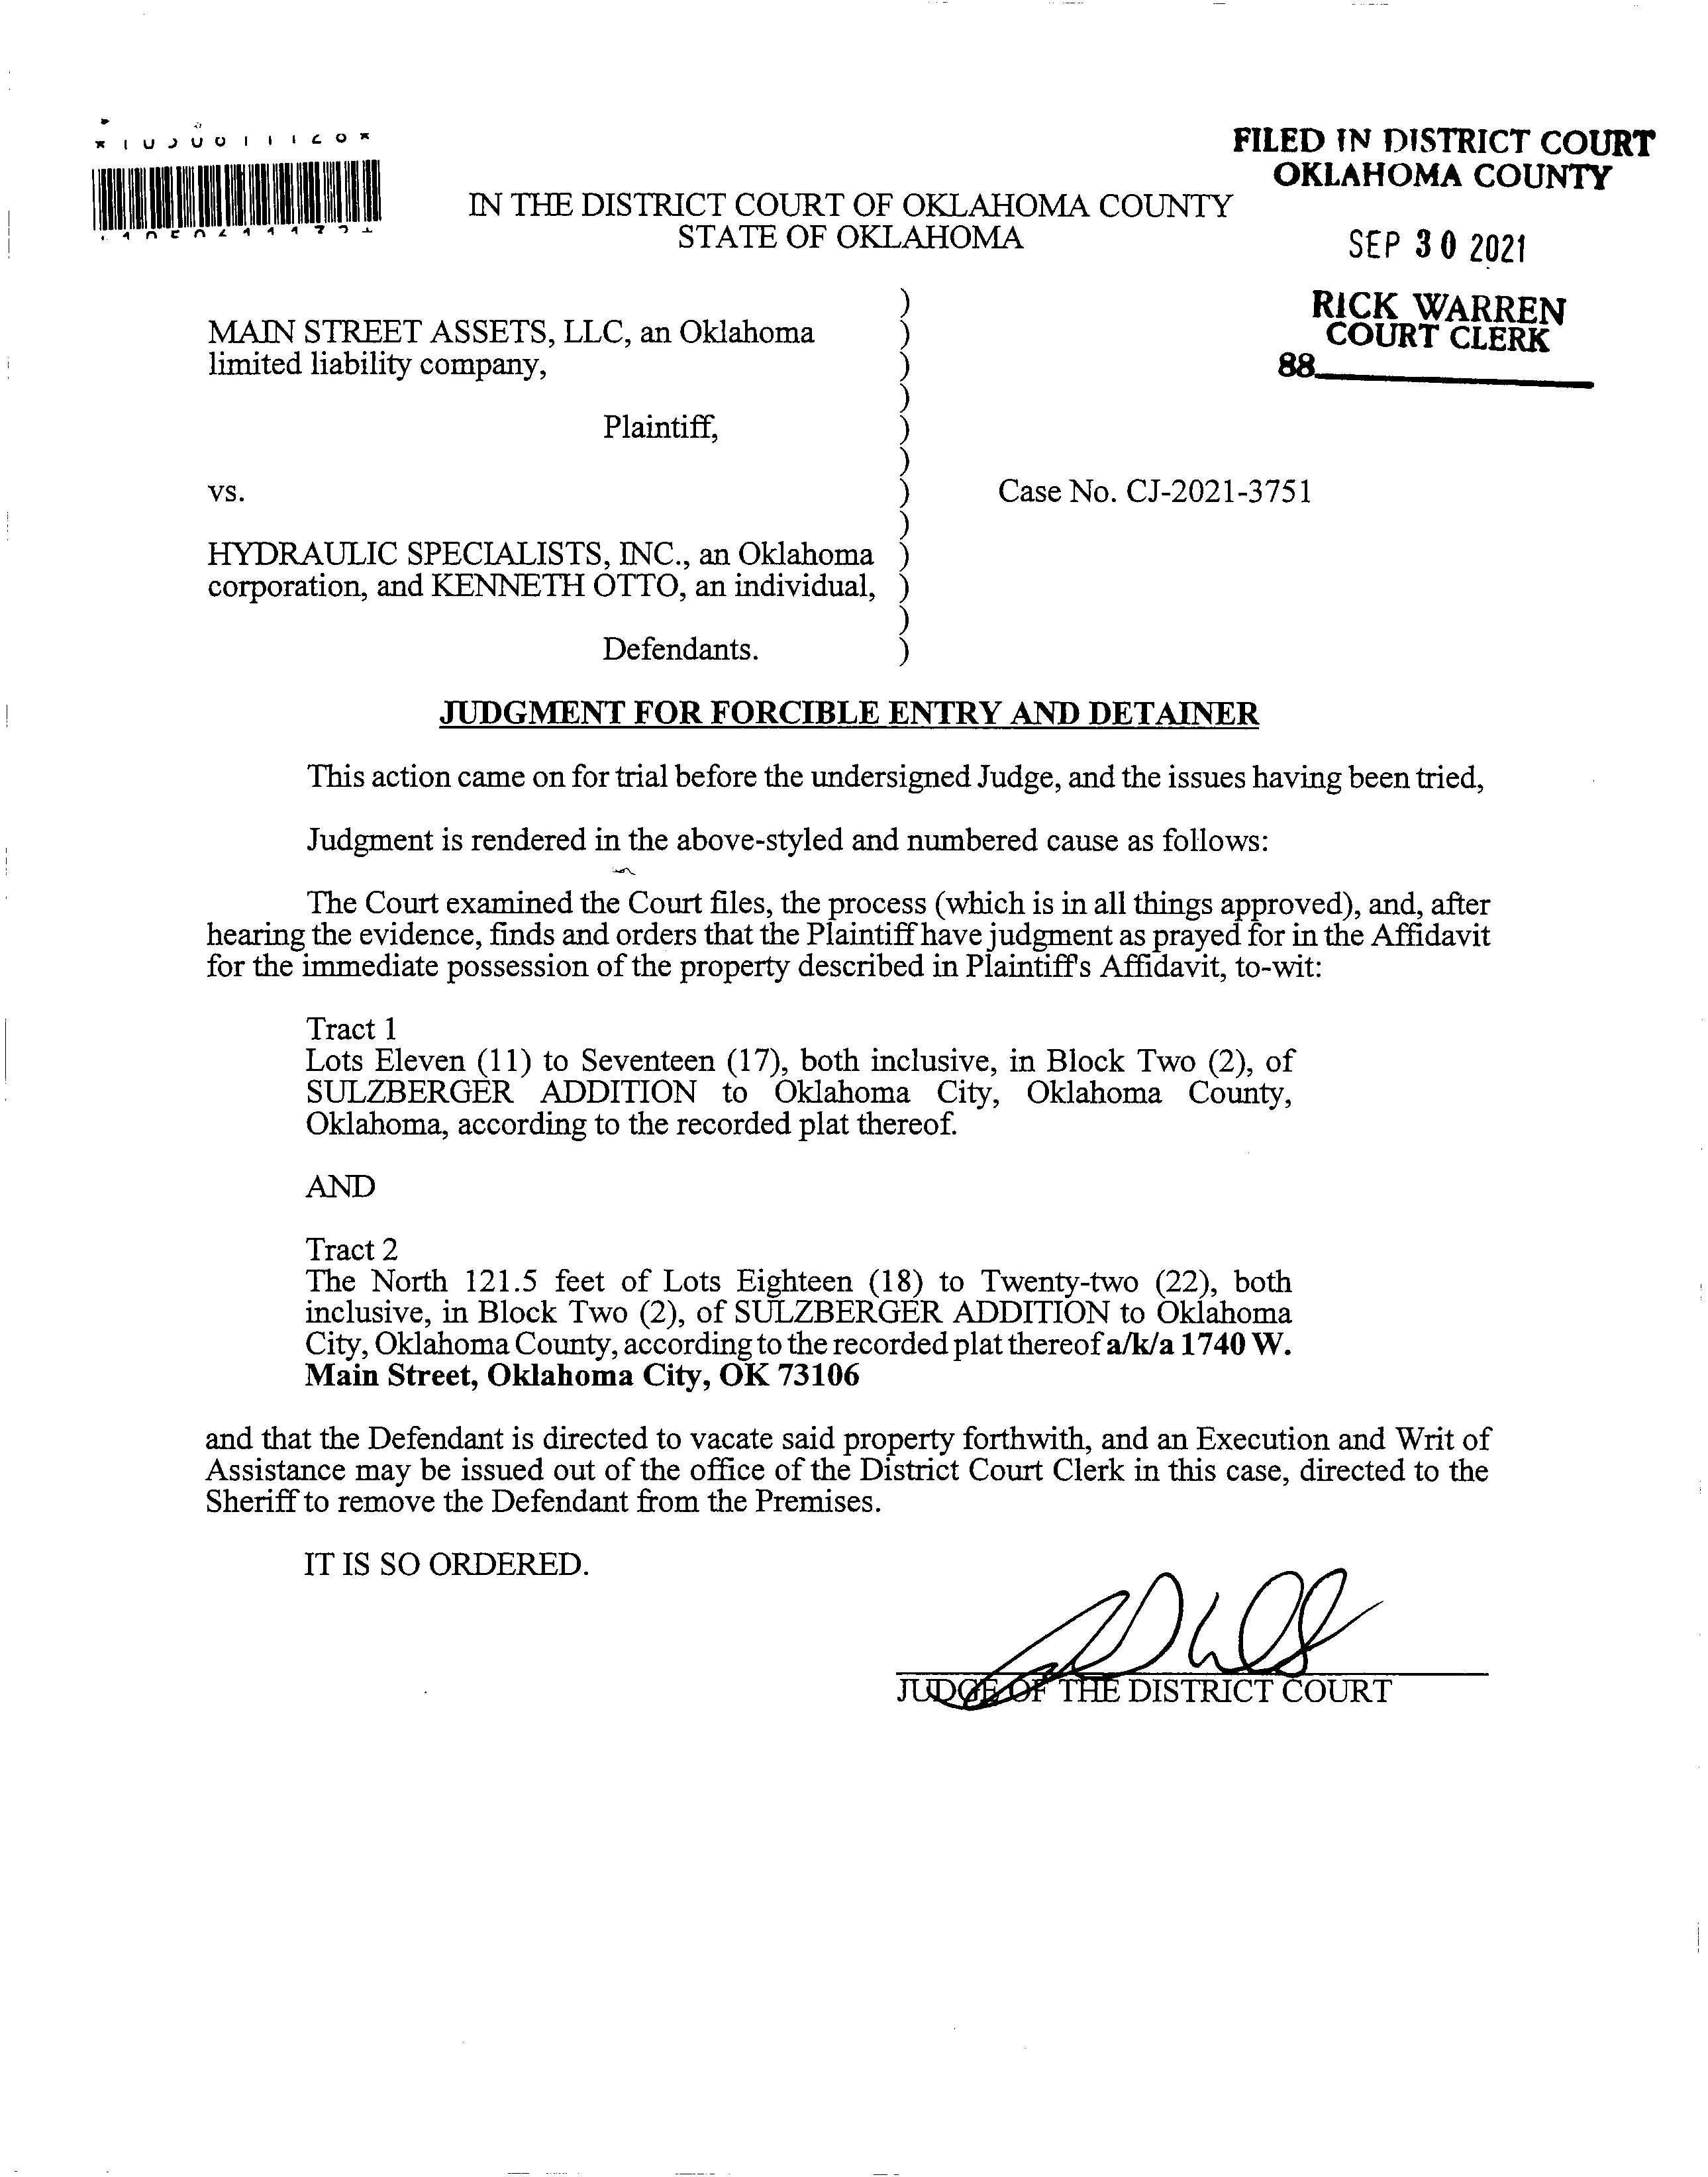 FILED IN DISTRICT COURT
OKLAHOMA COUNTY
IN THE DISTRICT COURT OF OKLAHOMA COUNTY
STATE OF OKLAHOMA
SEP 30 2021
RICK WARREN
COURT CLERK
88
)
MAIN STREET ASSETS, LLC, an Oklahoma )
limited liability company, )
)
Plaintiff, )
)
vs. ) Case No. CJ-2021-3751
)
HYDRAULIC SPECIALISTS, INC., an Oklahoma )
corporation, and KENNETH OTTO, an individual, )
)
Defendants. )
JUDGMENT FOR FORCIBLE ENTRY AND DETAINER
This action came on for trial before the undersigned Judge, and the issues having been tried,
Judgment is rendered in the above-styled and numbered cause as follows:
The Court examined the Court files, the process (which is in all things approved), and, after
hearing the evidence, finds and orders that the Plaintiff have judgment as prayed for in the Affidavit
for the immediate possession of the property described in Plaintiff's Affidavit, to-wit:
Tract 1
Lots Eleven (11) to Seventeen (17), both inclusive, in Block Two (2), of
SULZBERGER ADDITION to Oklahoma City, Oklahoma County,
Oklahoma, according to the recorded plat thereof.
AND
Tract 2
The North 121.5 feet of Lots Eighteen (18) to Twenty-two (22), both
inclusive, in Block Two (2), of SULZBERGER ADDITION to Oklahoma
City, Oklahoma County, according to the recorded plat thereof a/k/a 1740 W.
Main Street, Oklahoma City, OK 73106
and that the Defendant is directed to vacate said property forthwith, and an Execution and Writ of
Assistance may be issued out of the office of the District Court Clerk in this case, directed to the
Sheriff to remove the Defendant from the Premises.
IT IS SO ORDERED.
JUDGE OF THE DISTRICT COURT